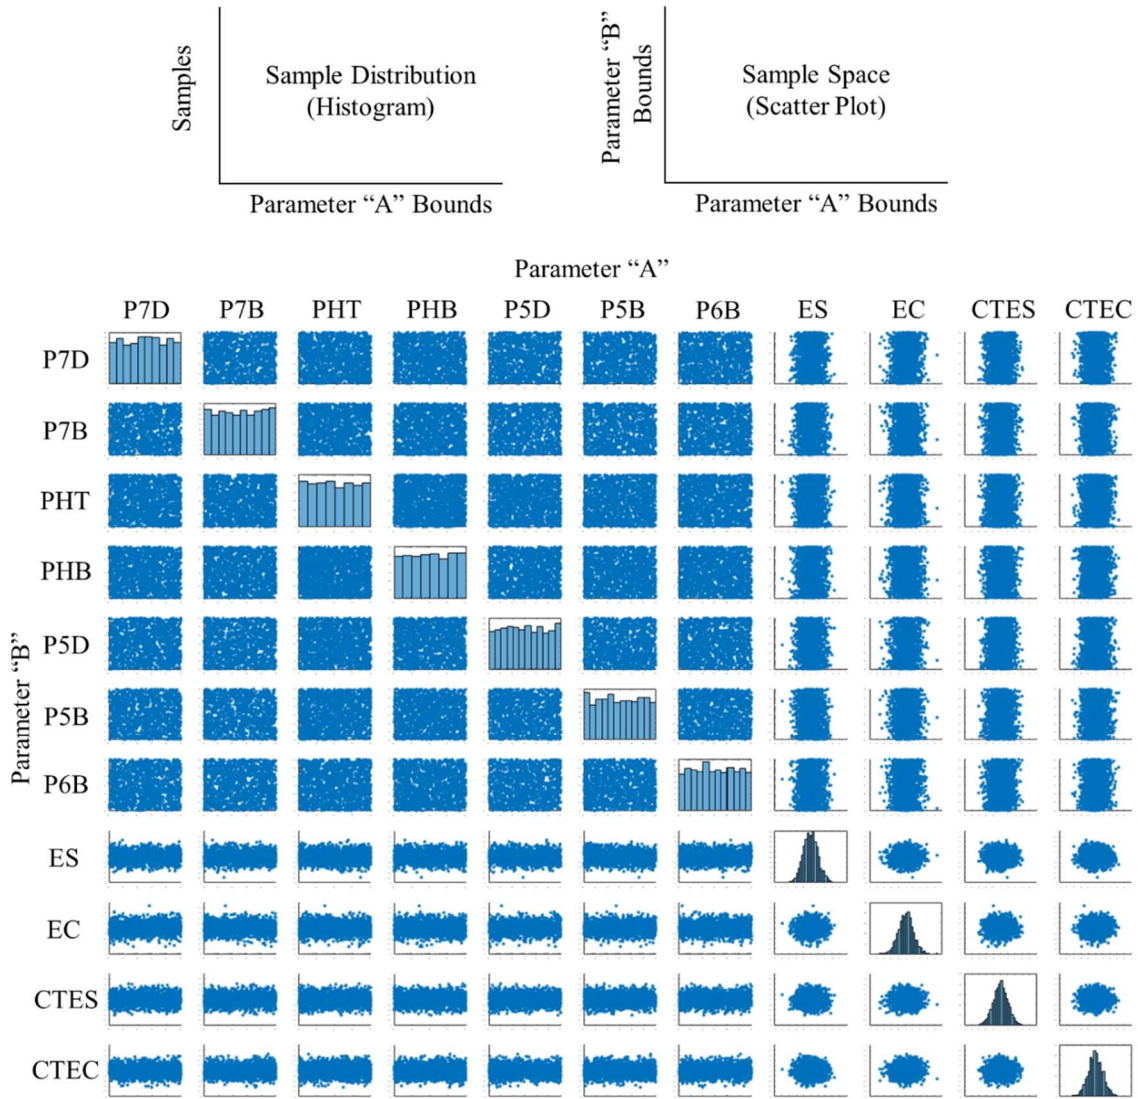 Samples
Sample Distribution
(Histogram)
Parameter “A” Bounds
Parameter “B”
Bounds
Sample Space
(Scatter Plot)
Parameter “A” Bounds
Parameter “A”
P7D P7B PHT PHB P5D P5B P6B ES EC CTES CTEC
Parameter “B”
P7D
P7B
PHT
PHB
P5D
P5B
P6B
ES
EC
CTES
CTEC